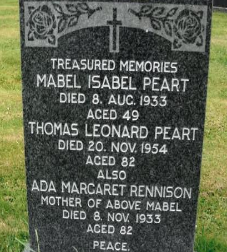 TREASURED MEMORIES
MABEL ISABEL PEART
DIED 8. AUG. 1933
AGED 49
THOMAS LEONARD PEART
DIED 20. NOV. 1954
AGED 82
ALSO
ADA MARGARET RENNISON
MOTHER OF ABOVE MABEL
DIED 8. NOV. 1933
AGED 82
PEACE.